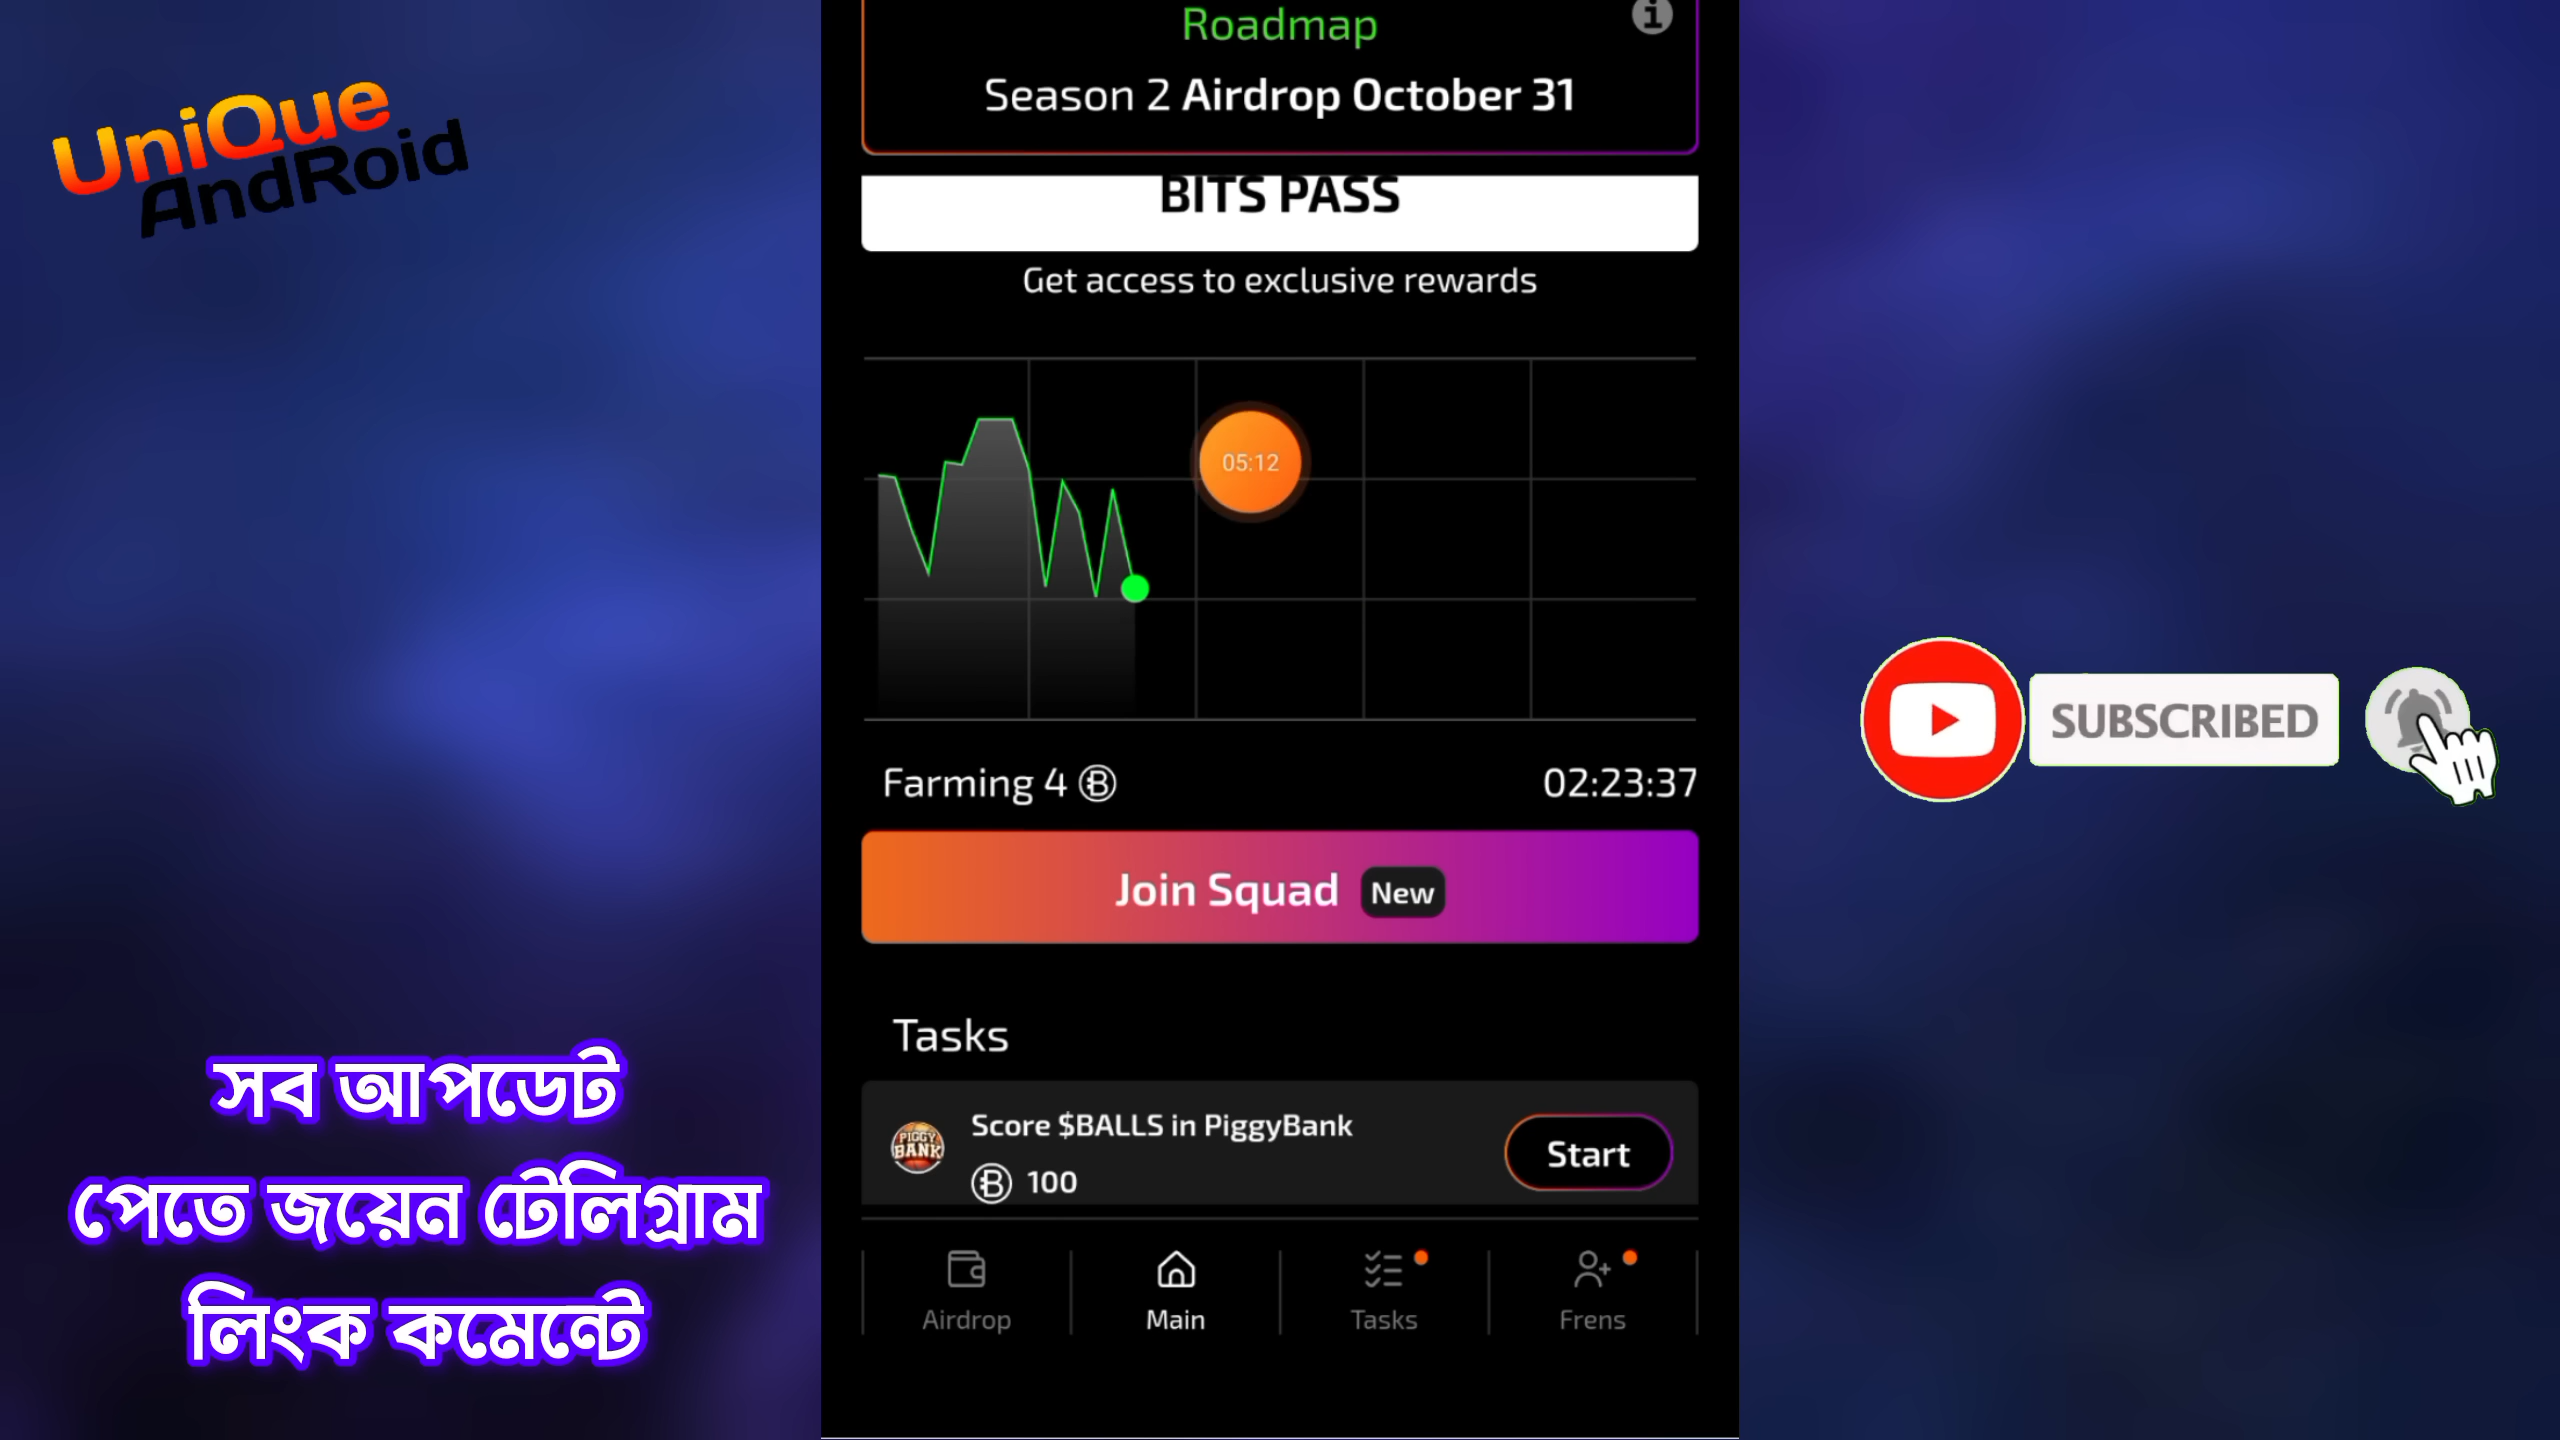 UniQue
AndRoid
Roadmap
Season 2 Airdrop October 31
BITS PASS
Get access to exclusive rewards
05:12
Farming 4
02:23:37
Join Squad New
Tasks
PIGGY
BANK
Score $BALLS in PiggyBank
100
Start
Airdrop
Main
Tasks
Frens
সব আপডেট
পেতে জয়েন টেলিগ্রাম
লিংক কমেন্টে
SUBSCRIBED